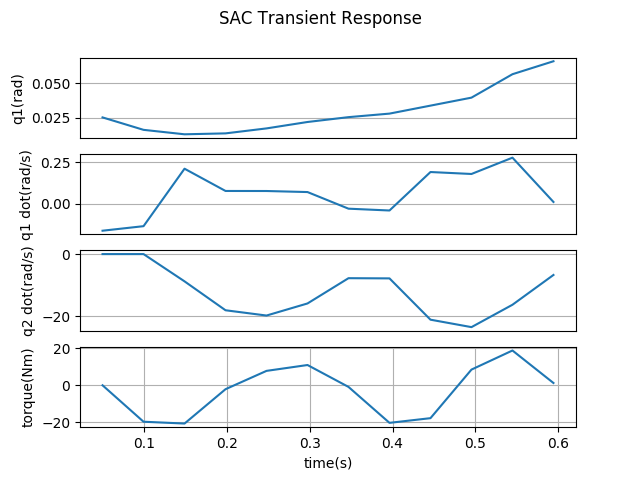 SAC Transient Response
q1(rad)
0.050
0.025
q1 dot(rad/s)
0.25
0.00
q2 dot(rad/s)
0
−20
torque(Nm)
20
0
−20
0.1 0.2 0.3 0.4 0.5 0.6
time(s)